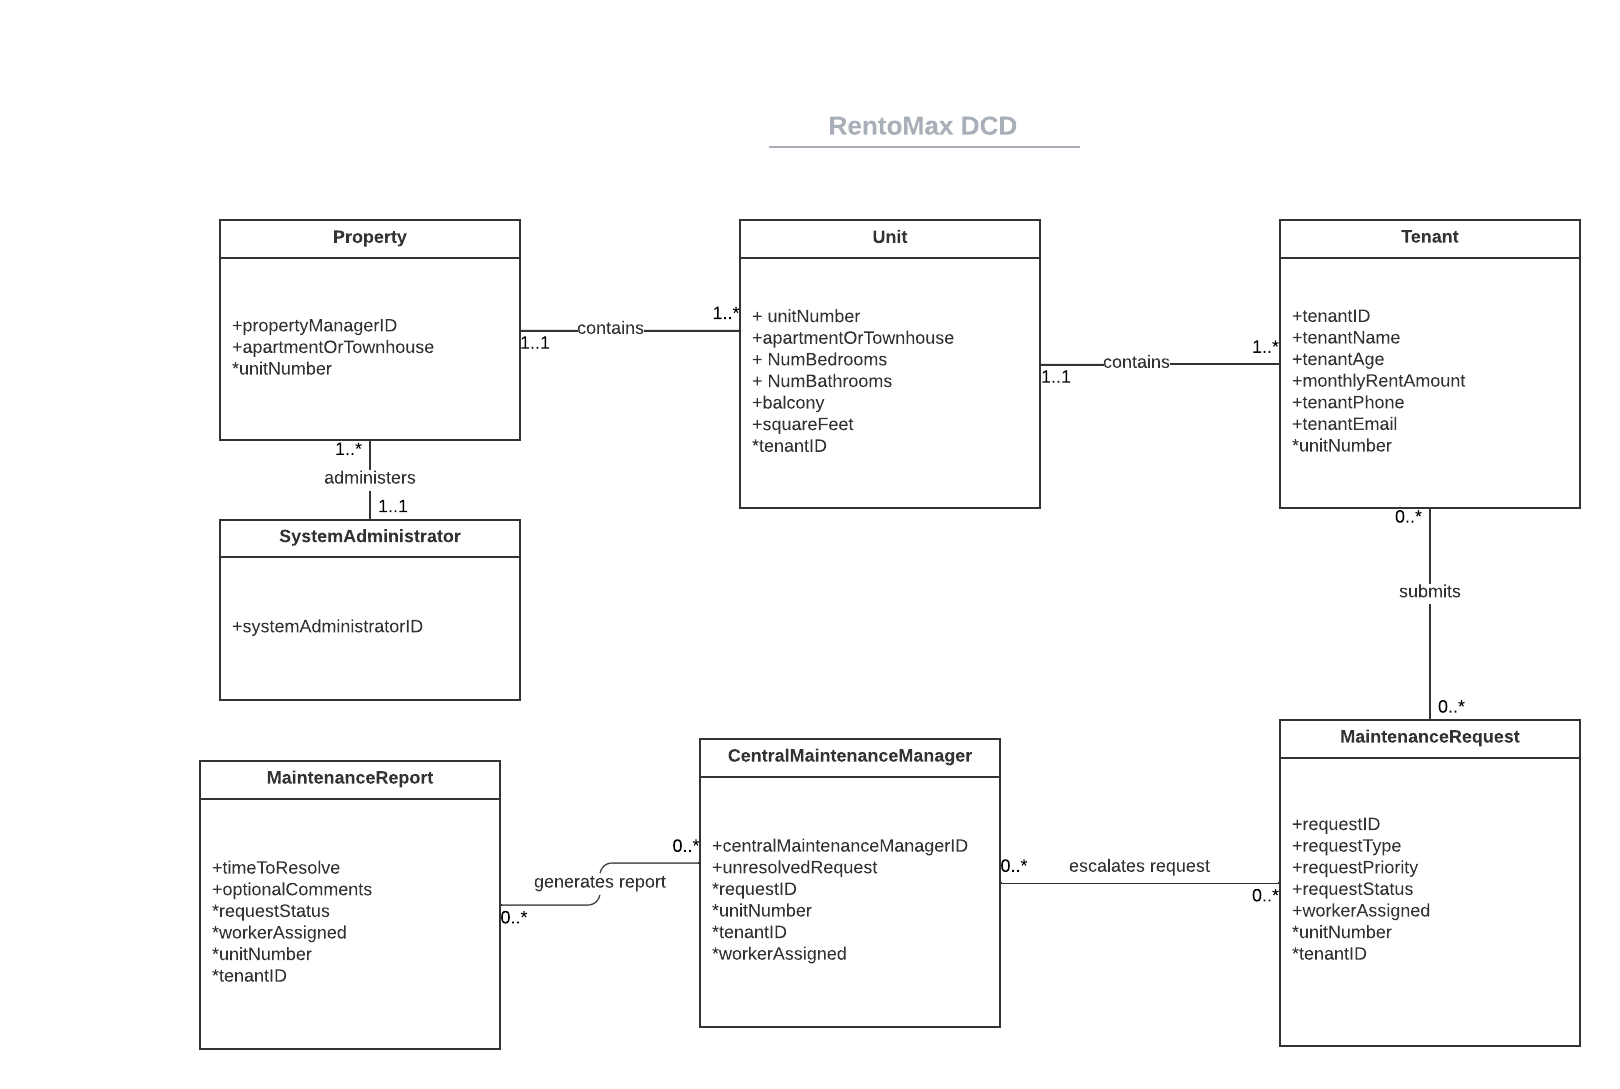 RentoMax DCD
Property
+propertyManagerID
+apartmentOrTownhouse
*unitNumber
1..1
contains
1..*
Unit
+ unitNumber
+apartmentOrTownhouse
+ NumBedrooms
+ NumBathrooms
+balcony
+squareFeet
*tenantID
1..1
contains
1..*
Tenant
+tenantID
+tenantName
+tenantAge
+monthlyRentAmount
+tenantPhone
+tenantEmail
*unitNumber
1..*
administers
1..1
SystemAdministrator
+systemAdministratorID
0..*
submits
0..*
MaintenanceReport
+timeToResolve
+optionalComments
*requestStatus
*workerAssigned
*unitNumber
*tenantID
0..*
generates report
0..*
CentralMaintenanceManager
+centralMaintenanceManagerID
+unresolvedRequest
*requestID
*unitNumber
*tenantID
*workerAssigned
0..*
escalates request
0..*
MaintenanceRequest
+requestID
+requestType
+requestPriority
+requestStatus
+workerAssigned
*unitNumber
*tenantID